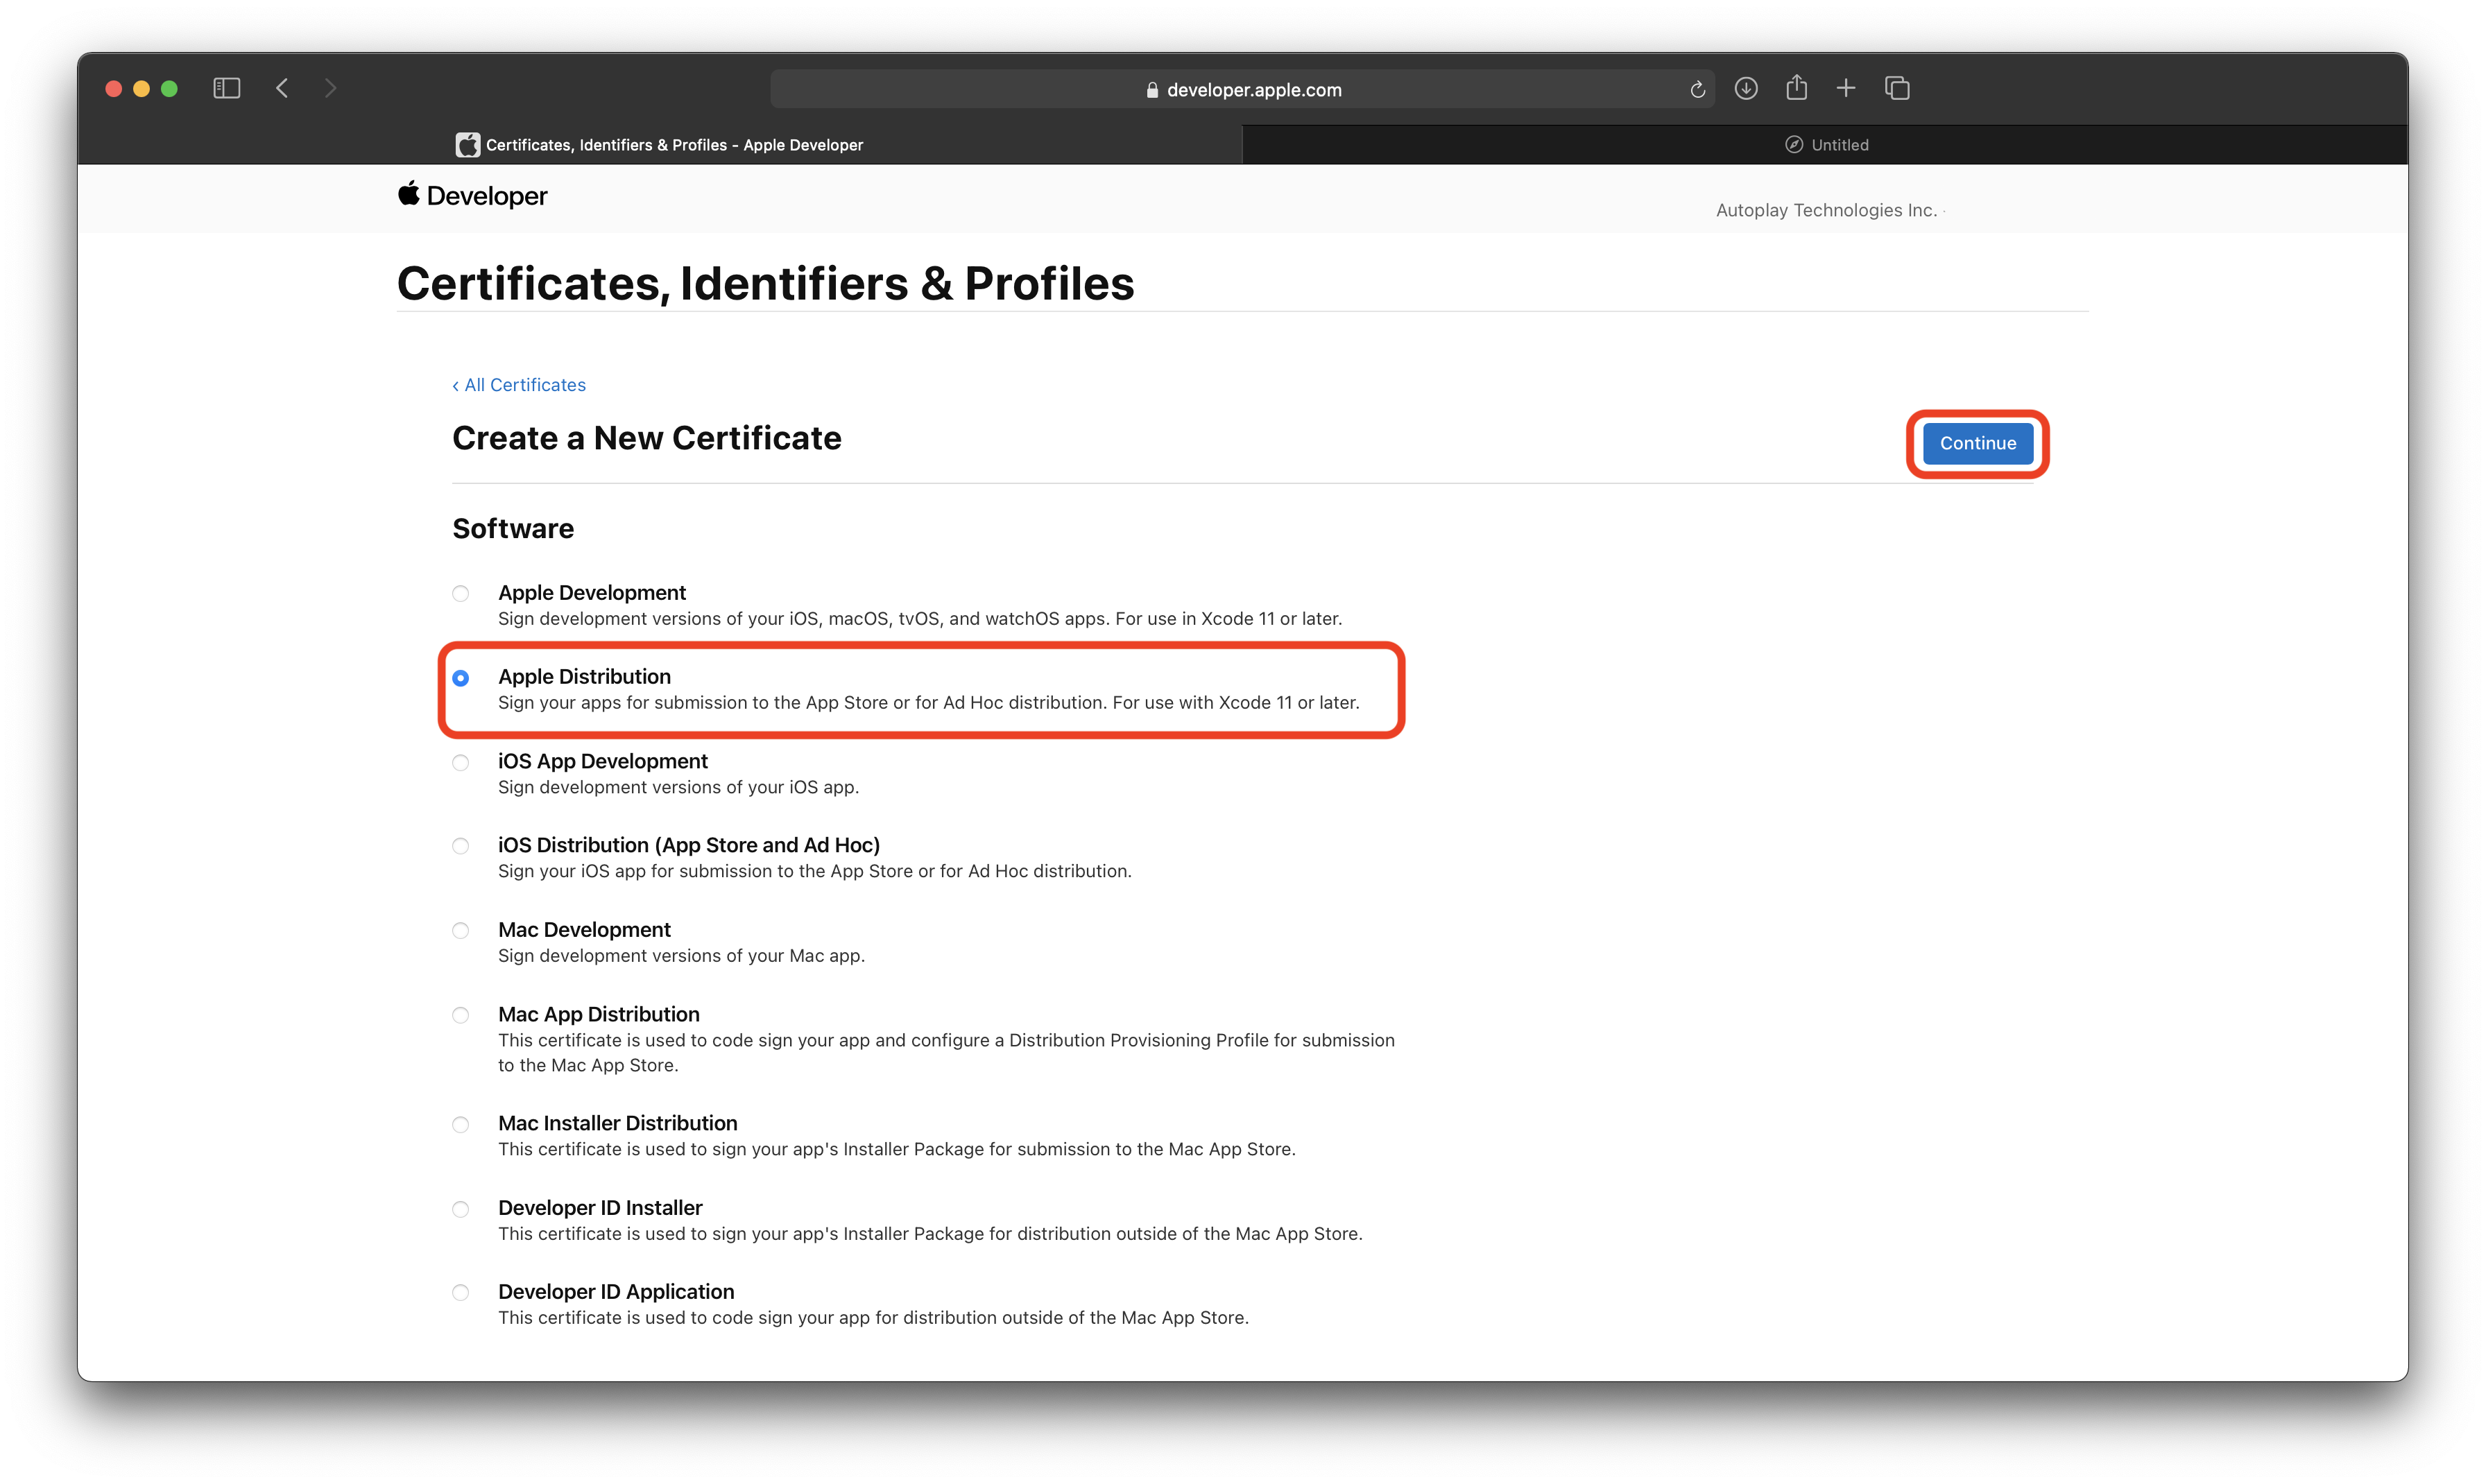 developer.apple.com
Certificates, Identifiers & Profiles - Apple Developer
Untitled
Developer
Autoplay Technologies Inc. ·
Certificates, Identifiers & Profiles
‹ All Certificates
Create a New Certificate
Continue
Software
Apple Development
Sign development versions of your iOS, macOS, tvOS, and watchOS apps. For use in Xcode 11 or later.
Apple Distribution
Sign your apps for submission to the App Store or for Ad Hoc distribution. For use with Xcode 11 or later.
iOS App Development
Sign development versions of your iOS app.
iOS Distribution (App Store and Ad Hoc)
Sign your iOS app for submission to the App Store or for Ad Hoc distribution.
Mac Development
Sign development versions of your Mac app.
Mac App Distribution
This certificate is used to code sign your app and configure a Distribution Provisioning Profile for submission
to the Mac App Store.
Mac Installer Distribution
This certificate is used to sign your app's Installer Package for submission to the Mac App Store.
Developer ID Installer
This certificate is used to sign your app's Installer Package for distribution outside of the Mac App Store.
Developer ID Application
This certificate is used to code sign your app for distribution outside of the Mac App Store.